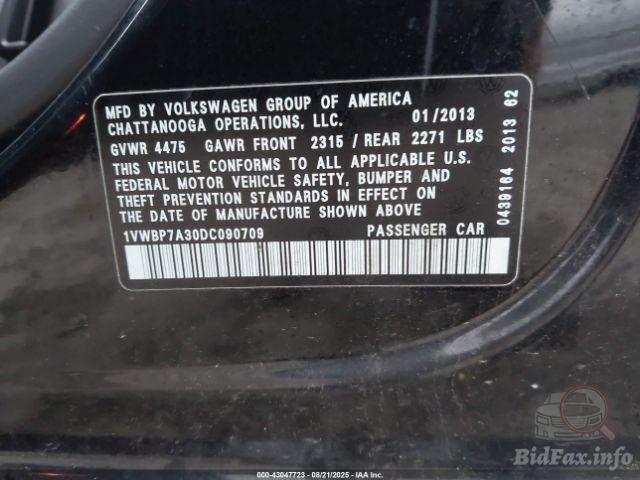 MFD BY VOLKSWAGEN GROUP OF AMERICA
CHATTANOOGA OPERATIONS, LLC. 01/2013
GVWR 4475 GAWR FRONT 2315 / REAR 2271 LBS
THIS VEHICLE CONFORMS TO ALL APPLICABLE U.S.
FEDERAL MOTOR VEHICLE SAFETY, BUMPER AND
THEFT PREVENTION STANDARDS IN EFFECT ON
THE DATE OF MANUFACTURE SHOWN ABOVE
1VWBP7A30DC090709 PASSENGER CAR
0439164 2013 62
BidFax.info
000-43047723 - 08/21/2025 - IAA Inc.